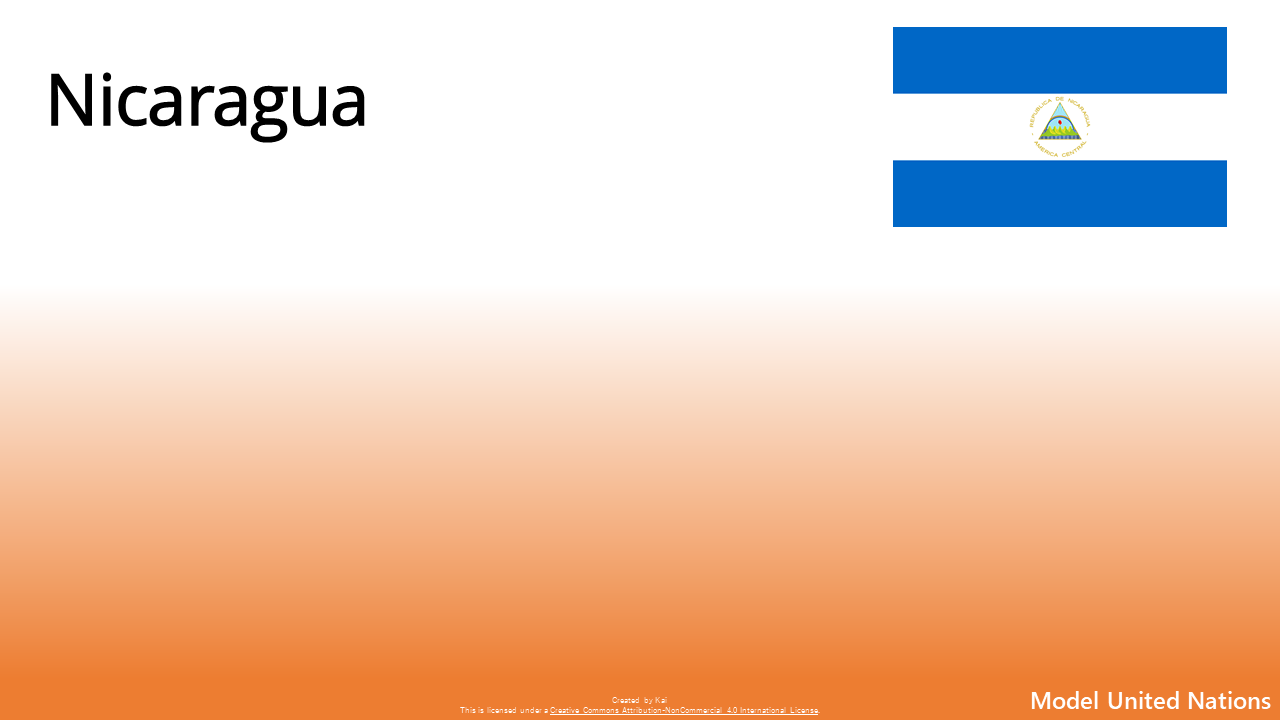 Nicaragua
REPUBLICA DE NICARAGUA
AMERICA CENTRAL
Created by Kai
This is licensed under a Creative Commons Attribution-NonCommercial 4.0 International License.
Model United Nations